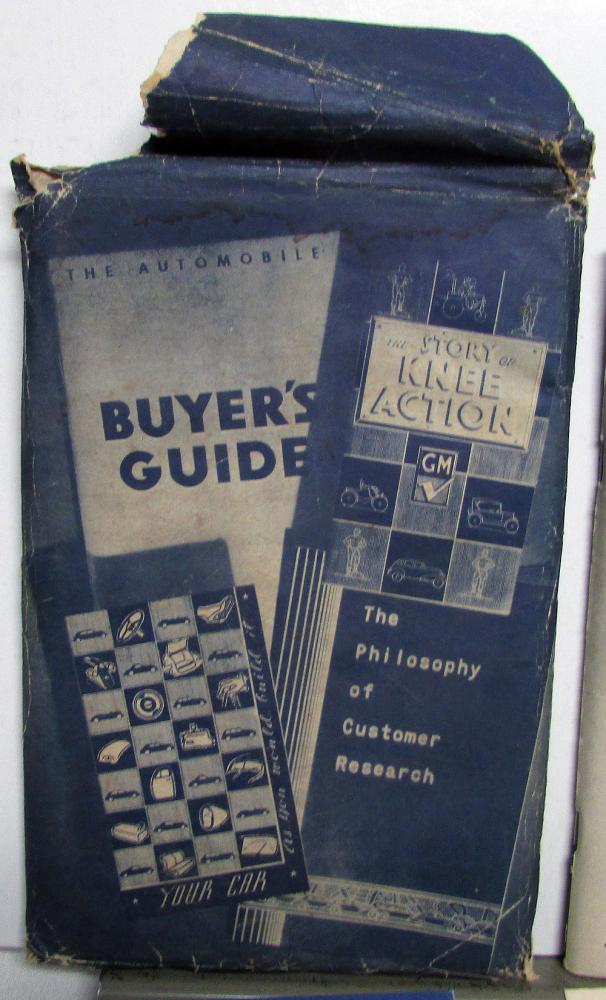 THE AUTOMOBILE
BUYER'S
GUIDE
THE STORY OF
KNEE
ACTION
GM
The
Philosophy
of
Customer
Research
as you would build it
YOUR CAR